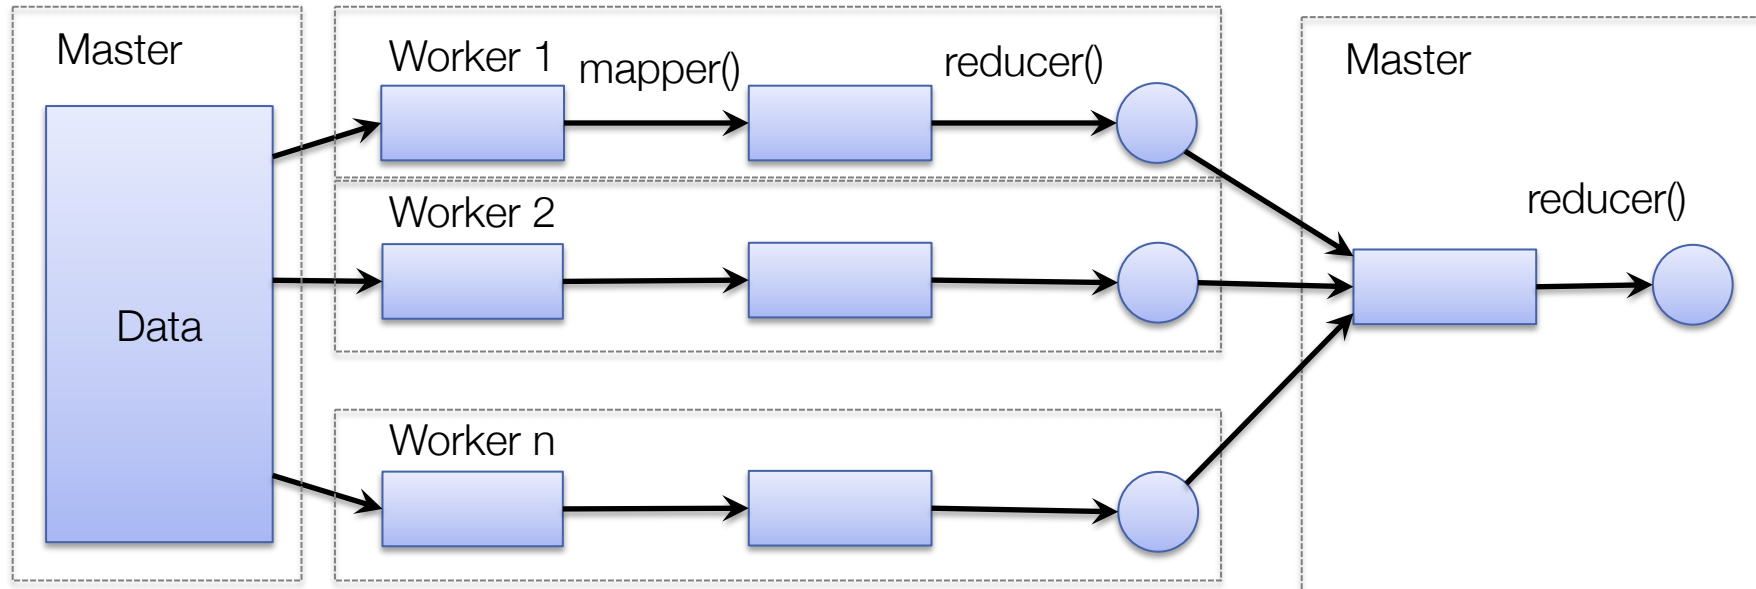 Master
Data
Worker 1
mapper()
reducer()
Worker 2
Worker n
Master
reducer()